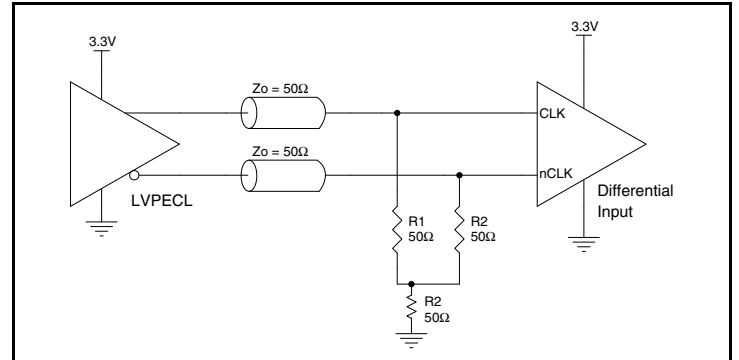 3.3V
3.3V
Zo = 50Ω
CLK
Zo = 50Ω
nCLK
LVPECL
Differential
Input
R1
50Ω
R2
50Ω
R2
50Ω